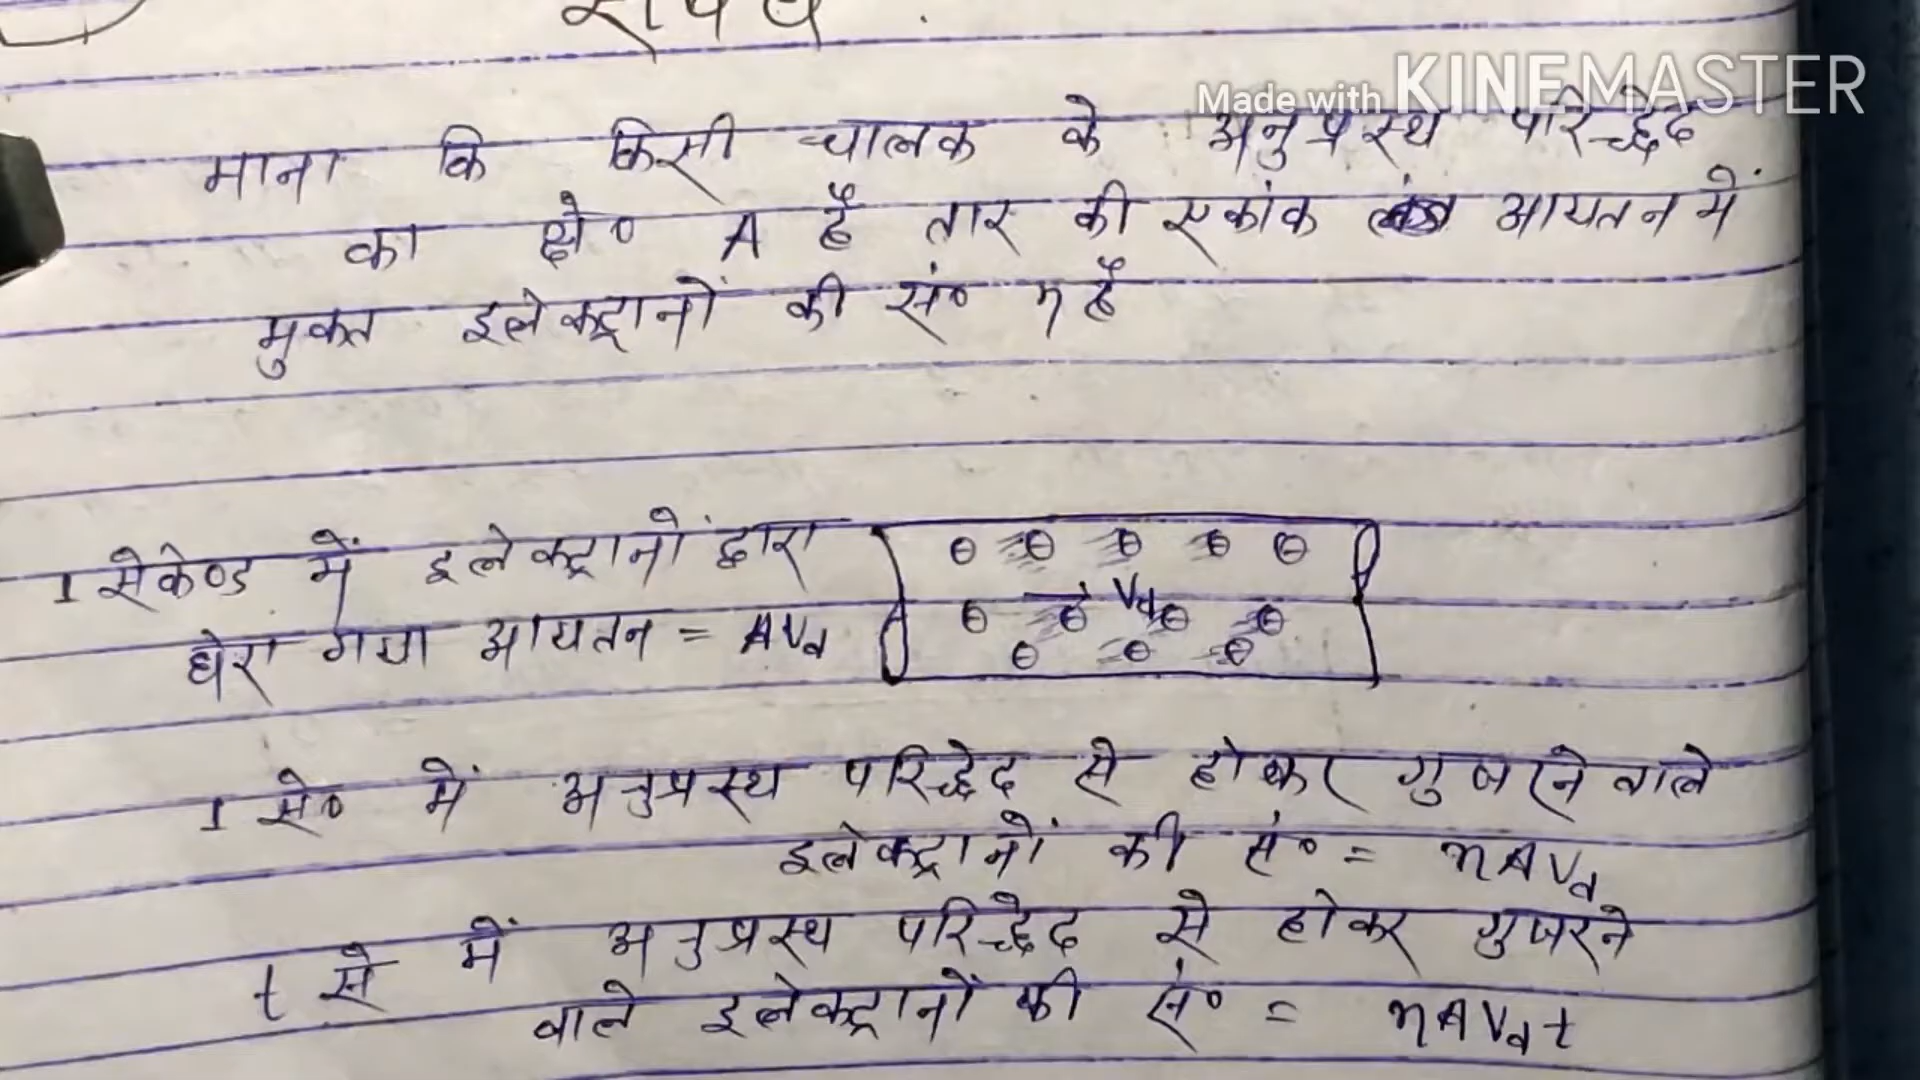 Made with KINEMASTER
माना कि किसी चालक के अनुप्रस्थ परिच्छेद
का क्षे० A है तार की एकांक आयतन में
मुक्त इलेक्ट्रानों की सं० n है
1 सेकेण्ड में इलेक्ट्रानों द्वारा
घेरा गया आयतन = AVd
Vd
1 से० में अनुप्रस्थ परिच्छेद से होकर गुजरने वाले
इलेक्ट्रानों की सं० = nAVd
t से में अनुप्रस्थ परिच्छेद से होकर गुजरने
वाले इलेक्ट्रानों की सं० = nAVdt